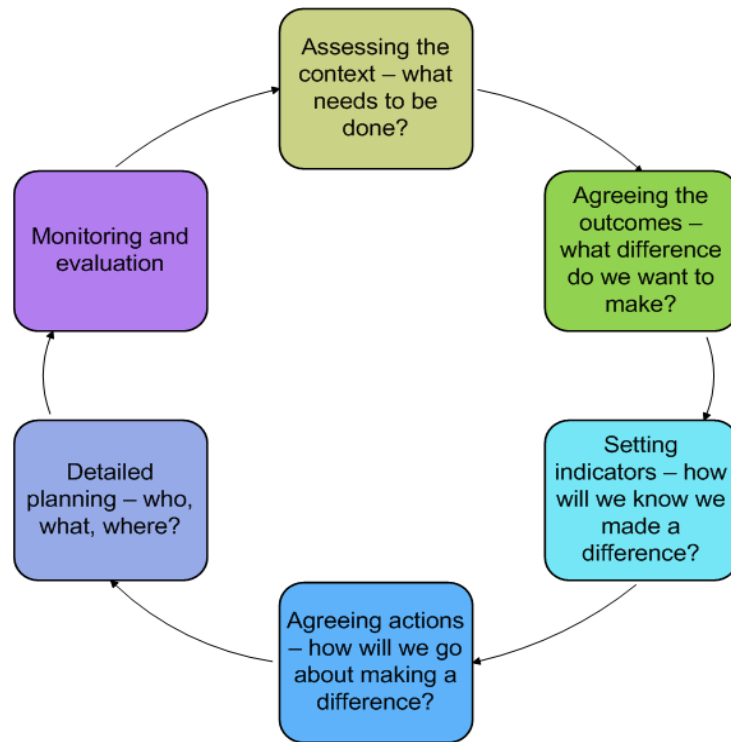 Assessing the
context – what
needs to be
done?
Agreeing the
outcomes –
what difference
do we want to
make?
Setting
indicators – how
will we know we
made a
difference?
Agreeing actions
– how will we go
about making a
difference?
Detailed
planning – who,
what, where?
Monitoring and
evaluation